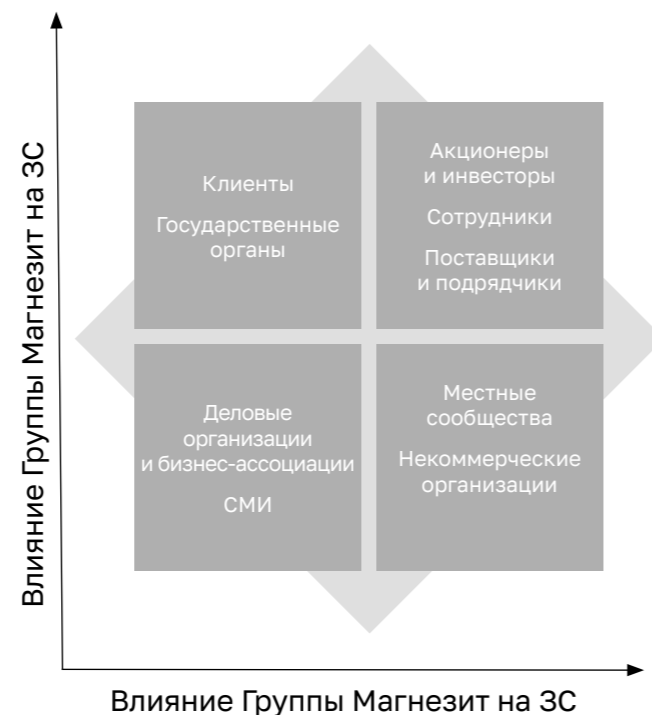 Влияние Группы Магнезит на ЗС
Клиенты
Государственные
органы
Акционеры
и инвесторы
Сотрудники
Поставщики
и подрядчики
Деловые
организации
и бизнес-ассоциации
СМИ
Местные
сообщества
Некоммерческие
организации
Влияние Группы Магнезит на ЗС